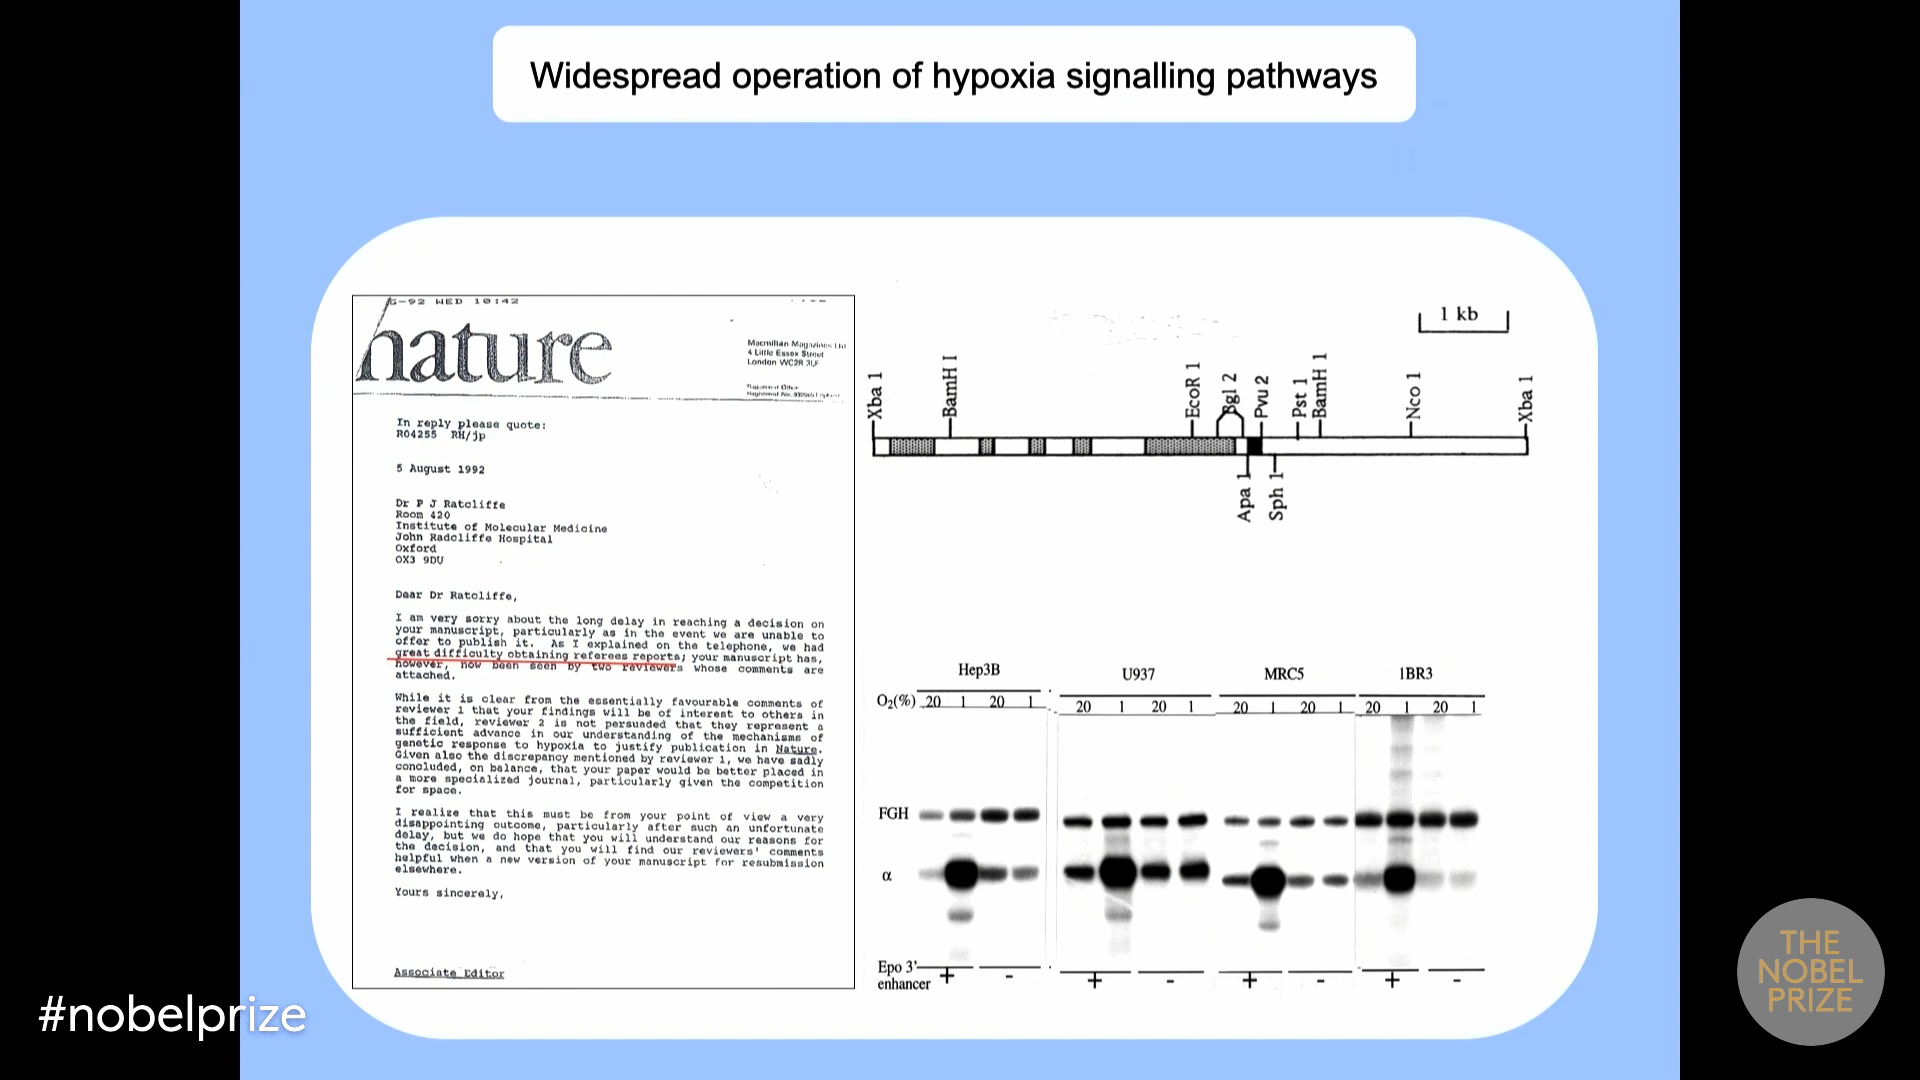 Widespread operation of hypoxia signalling pathways
G-92 WED 10:42
nature
Macmillan Magazines Ltd
4 Little Essex Street
London WC2R 3LF
In reply please quote:
R04255 RH/jp
5 August 1992
Dr P J Ratcliffe
Room 420
Institute of Molecular Medicine
John Radcliffe Hospital
Oxford
OX3 9DU
Dear Dr Ratcliffe,
I am very sorry about the long delay in reaching a decision on
your manuscript, particularly as in the event we are unable to
offer to publish it. As I explained on the telephone, we had
great difficulty obtaining referees reports; your manuscript has,
however, now been seen by two reviewers whose comments are
attached.
While it is clear from the essentially favourable comments of
reviewer 1 that your findings will be of interest to others in
the field, reviewer 2 is not persuaded that they represent a
sufficient advance in our understanding of the mechanisms of
genetic response to hypoxia to justify publication in Nature.
Given also the discrepancy mentioned by reviewer 1, we have sadly
concluded, on balance, that your paper would be better placed in
a more specialized journal, particularly given the competition
for space.
I realize that this must be from your point of view a very
disappointing outcome, particularly after such an unfortunate
delay, but we do hope that you will understand our reasons for
the decision, and that you will find our reviewers' comments
helpful when a new version of your manuscript for resubmission
elsewhere.
Yours sincerely,
Associate Editor
1 kb
Xba 1
BamH I
EcoR 1
Bgl 2
Pvu 2
Pst 1
BamH 1
Nco 1
Xba 1
Apa 1
Sph 1
Hep3B U937 MRC5 1BR3
O₂(%) 20 1 20 1 20 1 20 1 20 1 20 1 20 1 20 1
FGH
α
Epo 3'
enhancer + - + - + - + -
#nobelprize
THE
NOBEL
PRIZE